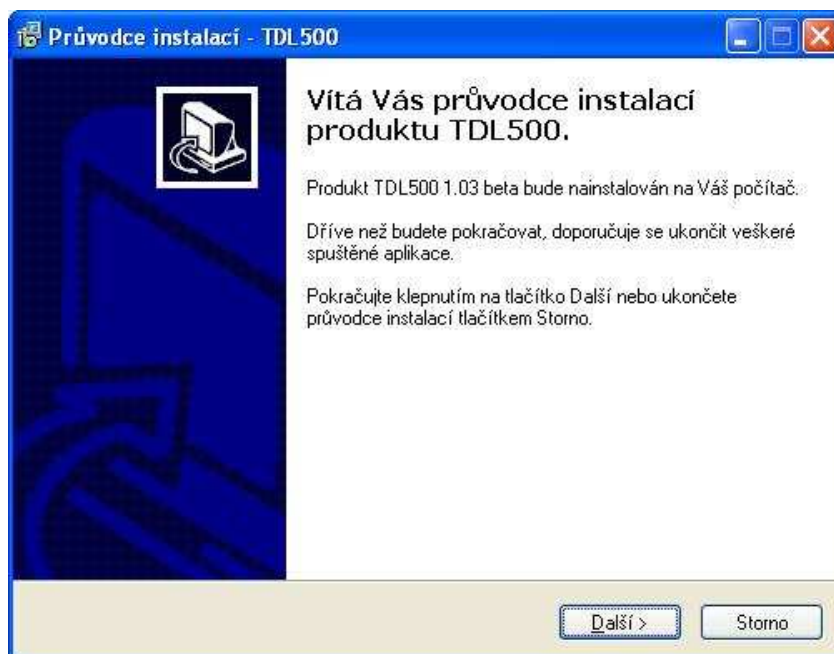 Průvodce instalací - TDL500
Vítá Vás průvodce instalací
produktu TDL500.
Produkt TDL500 1.03 beta bude nainstalován na Váš počítač.
Dříve než budete pokračovat, doporučuje se ukončit veškeré
spuštěné aplikace.
Pokračujte klepnutím na tlačítko Další nebo ukončete
průvodce instalací tlačítkem Storno.
Další >
Storno